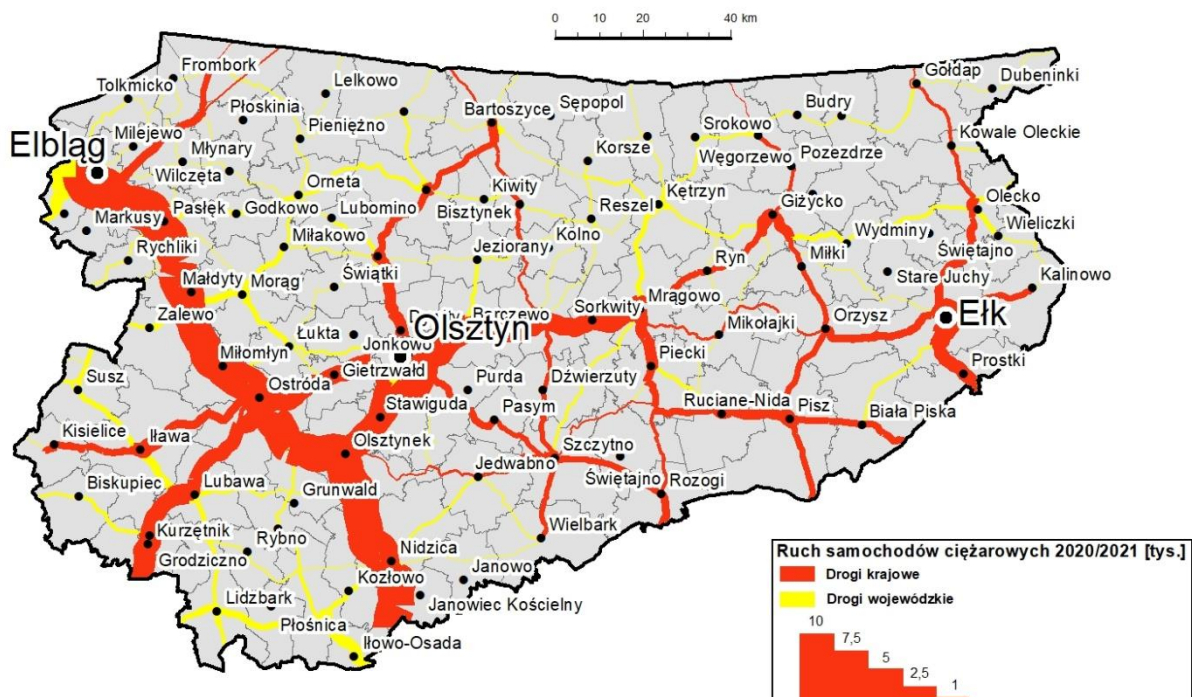 0 10 20 40 km
Frombork
Tolkmicko
Lelkowo
Gołdap
Dubeninki
Płoskinia
Bartoszyce
Sępopol
Budry
Milejewo
Pieniężno
Srokowo
Kowale Oleckie
Elbląg
Młynary
Korsze
Węgorzewo
Pozezdrze
Wilczęta
Orneta
Kiwity
Kętrzyn
Olecko
Markusy
Pasłęk
Godkowo
Lubomino
Bisztynek
Reszel
Giżycko
Wieliczki
Rychliki
Miłakowo
Jeziorany
Kolno
Wydminy
Świętajno
Małdyty
Morąg
Świątki
Ryn
Miłki
Stare Juchy
Kalinowo
Zalewo
Łukta
Barczewo
Sorkwity
Mrągowo
Mikołajki
Orzysz
Ełk
Olsztyn
Jonkowo
Miłomłyn
Gietrzwałd
Susz
Ostróda
Purda
Dźwierzuty
Piecki
Prostki
Stawiguda
Pasym
Ruciane-Nida
Pisz
Biała Piska
Kisielice
Iława
Olsztynek
Szczytno
Biskupiec
Lubawa
Grunwald
Jedwabno
Świętajno
Rozogi
Kurzętnik
Rybno
Wielbark
Grodziczno
Nidzica
Janowo
Lidzbark
Kozłowo
Janowiec Kościelny
Płośnica
Iłowo-Osada
Ruch samochodów ciężarowych 2020/2021 [tys.]
Drogi krajowe
Drogi wojewódzkie
10
7,5
5
2,5
1